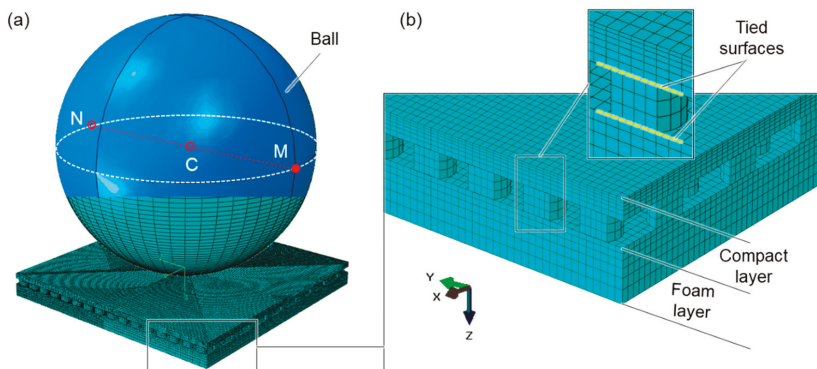 (a)
Ball
N
C
M
(b)
Tied
surfaces
Compact
layer
Foam
layer
Y
X
Z